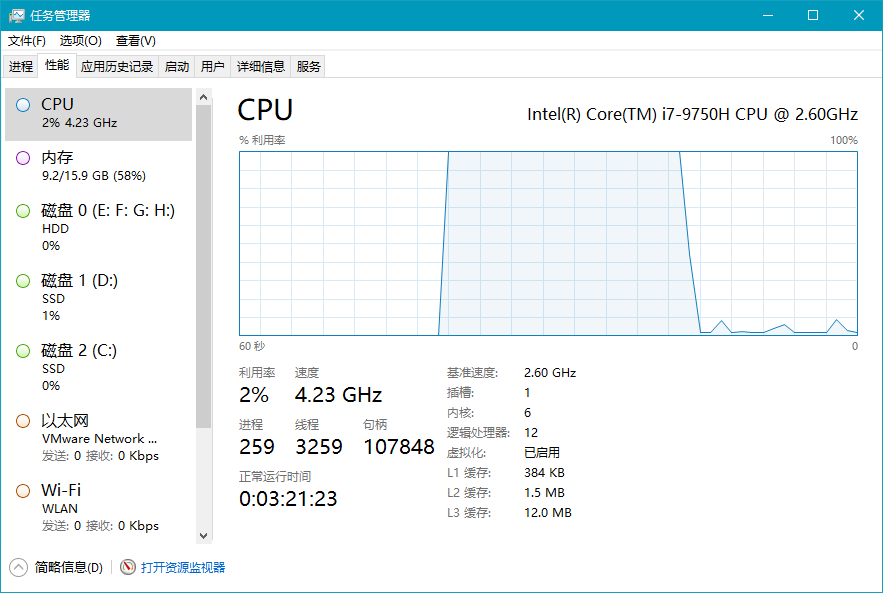 任务管理器
文件(F) 选项(O) 查看(V)
进程 性能 应用历史记录 启动 用户 详细信息 服务
CPU
2% 4.23 GHz
内存
9.2/15.9 GB (58%)
磁盘 0 (E: F: G: H:)
HDD
0%
磁盘 1 (D:)
SSD
1%
磁盘 2 (C:)
SSD
0%
以太网
VMware Network ...
发送: 0 接收: 0 Kbps
Wi-Fi
WLAN
发送: 0 接收: 0 Kbps
CPU
Intel(R) Core(TM) i7-9750H CPU @ 2.60GHz
% 利用率 100%
60 秒 0
利用率 速度
2% 4.23 GHz
进程 线程 句柄
259 3259 107848
正常运行时间
0:03:21:23
基准速度: 2.60 GHz
插槽: 1
内核: 6
逻辑处理器: 12
虚拟化: 已启用
L1 缓存: 384 KB
L2 缓存: 1.5 MB
L3 缓存: 12.0 MB
简略信息(D) 打开资源监视器